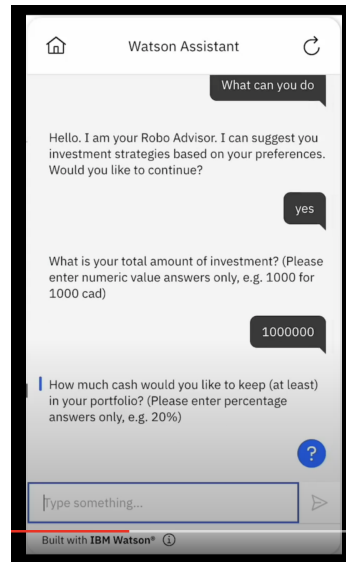 Watson Assistant
What can you do
Hello. I am your Robo Advisor. I can suggest you
investment strategies based on your preferences.
Would you like to continue?
yes
What is your total amount of investment? (Please
enter numeric value answers only, e.g. 1000 for
1000 cad)
1000000
How much cash would you like to keep (at least)
in your portfolio? (Please enter percentage
answers only, e.g. 20%)
?
Type something...
Built with IBM Watson®